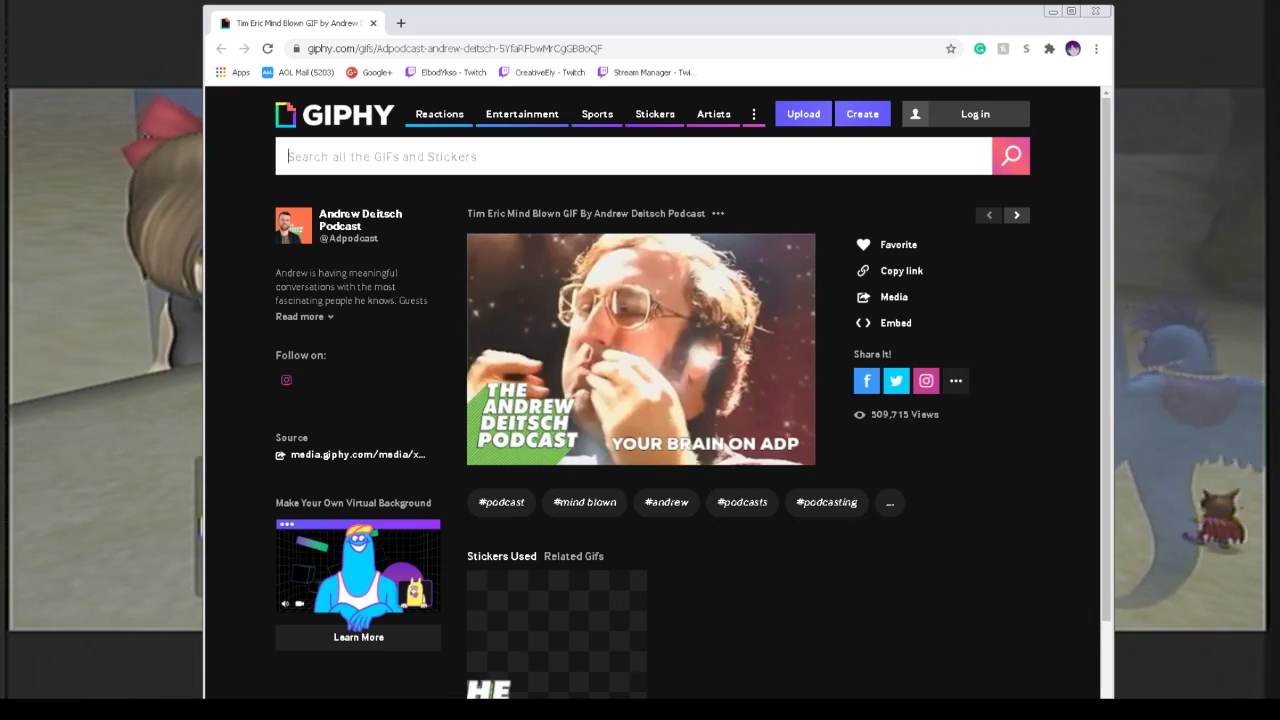 Tim Eric Mind Blown GIF by Andrew D
giphy.com/gifs/Adpodcast-andrew-deitsch-5YfaRFbwMrCgGB8oQF
Apps
AOL Mail (5203)
Google+
ElbodYkso - Twitch
CreativeEly - Twitch
Stream Manager - Twi...
GIPHY
Reactions
Entertainment
Sports
Stickers
Artists
Upload
Create
Log in
Search all the GIFs and Stickers
Andrew Deitsch
Podcast
@Adpodcast
Andrew is having meaningful
conversations with the most
fascinating people he knows. Guests
Read more
Follow on:
Source
media.giphy.com/media/x...
Make Your Own Virtual Background
Learn More
Tim Eric Mind Blown GIF By Andrew Deitsch Podcast
THE
ANDREW
DEITSCH
PODCAST
YOUR BRAIN ON ADP
#podcast
#mind blown
#andrew
#podcasts
#podcasting
...
Stickers Used
Related Gifs
HE
Favorite
Copy link
Media
Embed
Share It!
509,715 Views